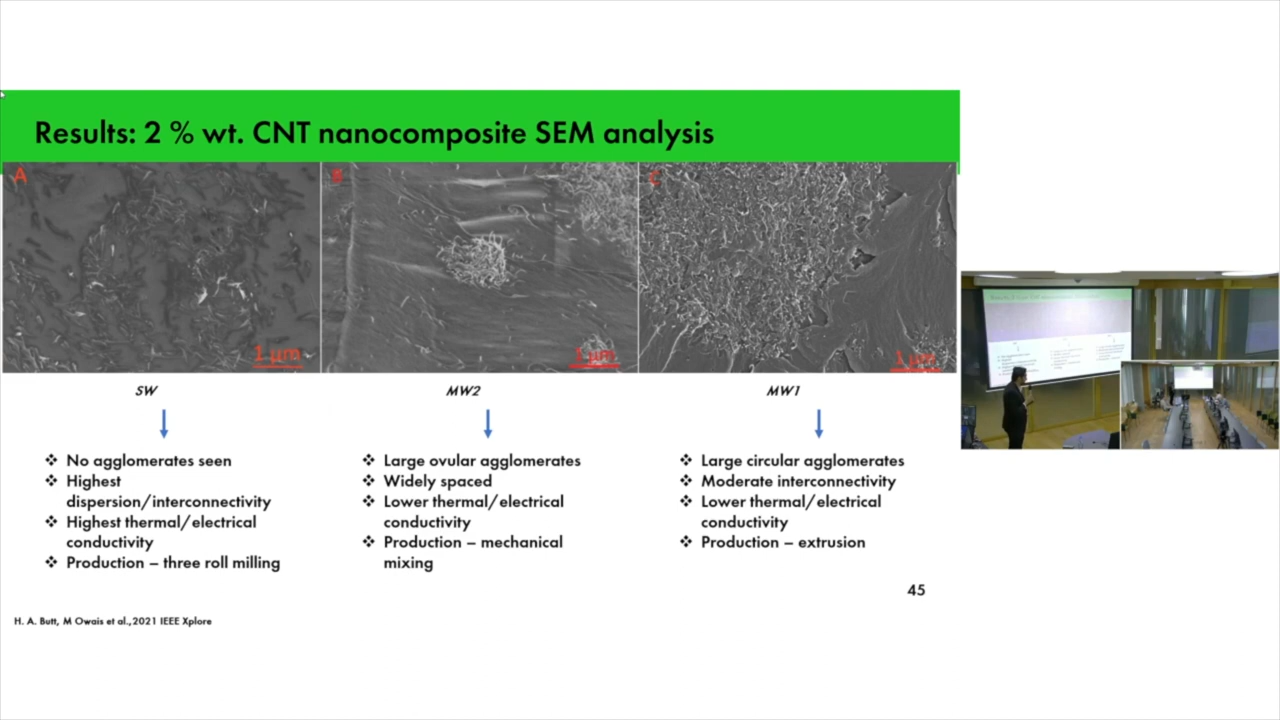 Results: 2 % wt. CNT nanocomposite SEM analysis
A
B
C
1 µm
1 µm
1 µm
SW
MW2
MW1
❖ No agglomerates seen
❖ Highest
dispersion/interconnectivity
❖ Highest thermal/electrical
conductivity
❖ Production – three roll milling
❖ Large ovular agglomerates
❖ Widely spaced
❖ Lower thermal/electrical
conductivity
❖ Production – mechanical
mixing
❖ Large circular agglomerates
❖ Moderate interconnectivity
❖ Lower thermal/electrical
conductivity
❖ Production – extrusion
45
H. A. Butt, M Owais et al.,2021 IEEE Xplore